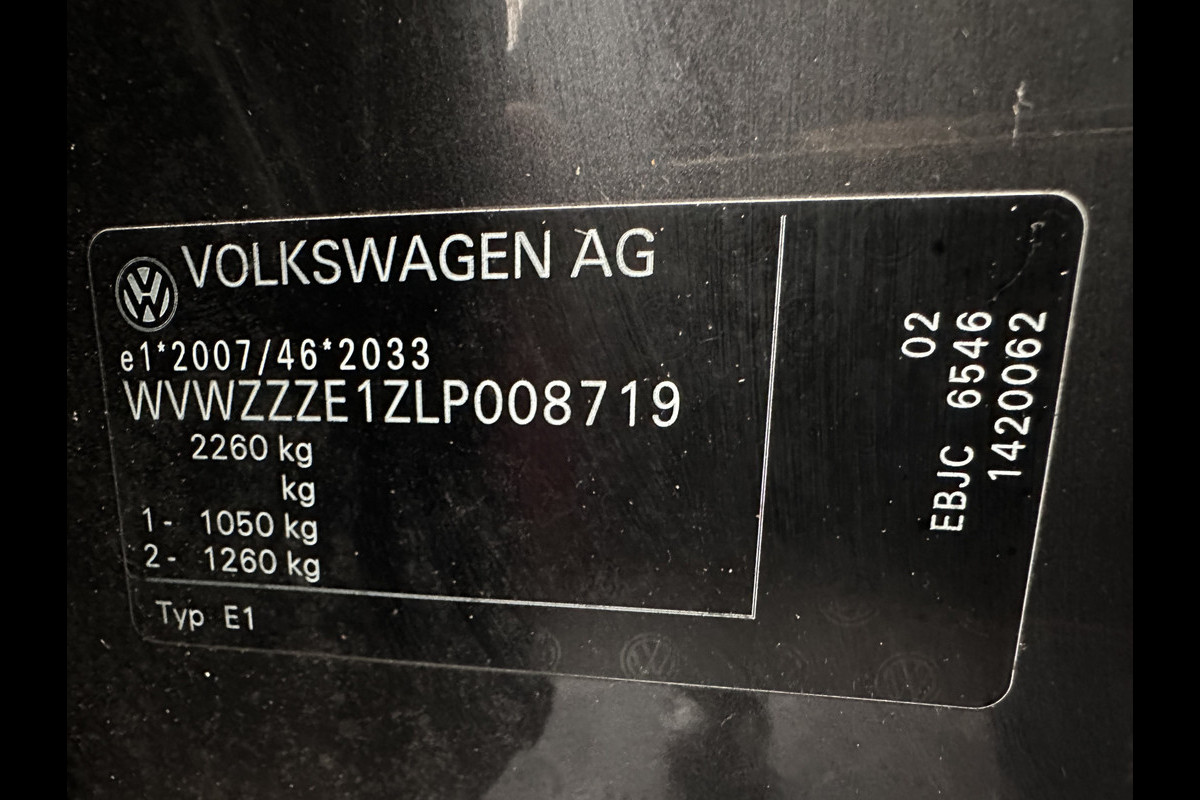 VOLKSWAGEN AG
e1*2007/46*2033
WVWZZZE1ZLP008719
2260 kg
kg
1- 1050 kg
2- 1260 kg
Typ E1
02
EBJC 6546
14200062